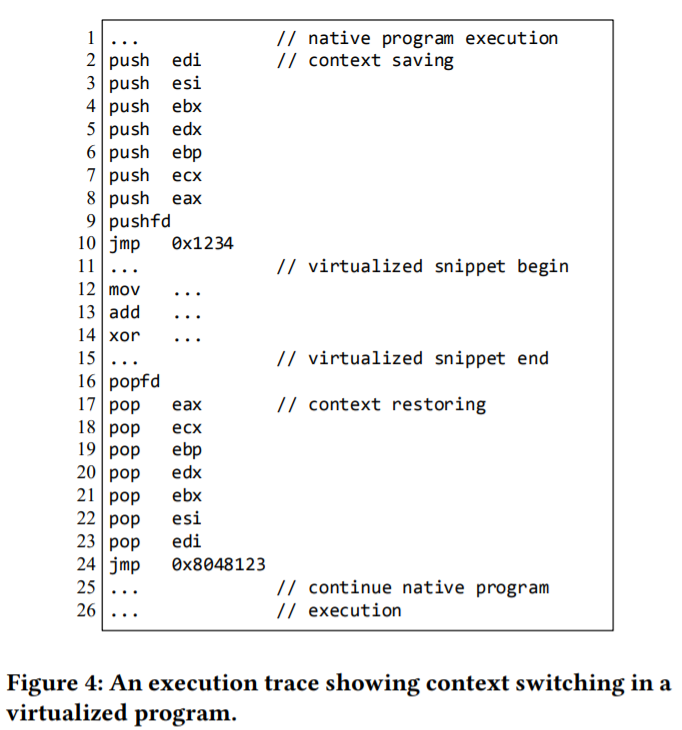 1 ... // native program execution
2 push edi // context saving
3 push esi
4 push ebx
5 push edx
6 push ebp
7 push ecx
8 push eax
9 pushfd
10 jmp 0x1234
11 ... // virtualized snippet begin
12 mov ...
13 add ...
14 xor ...
15 ... // virtualized snippet end
16 popfd
17 pop eax // context restoring
18 pop ecx
19 pop ebp
20 pop edx
21 pop ebx
22 pop esi
23 pop edi
24 jmp 0x8048123
25 ... // continue native program
26 ... // execution
Figure 4: An execution trace showing context switching in a
virtualized program.